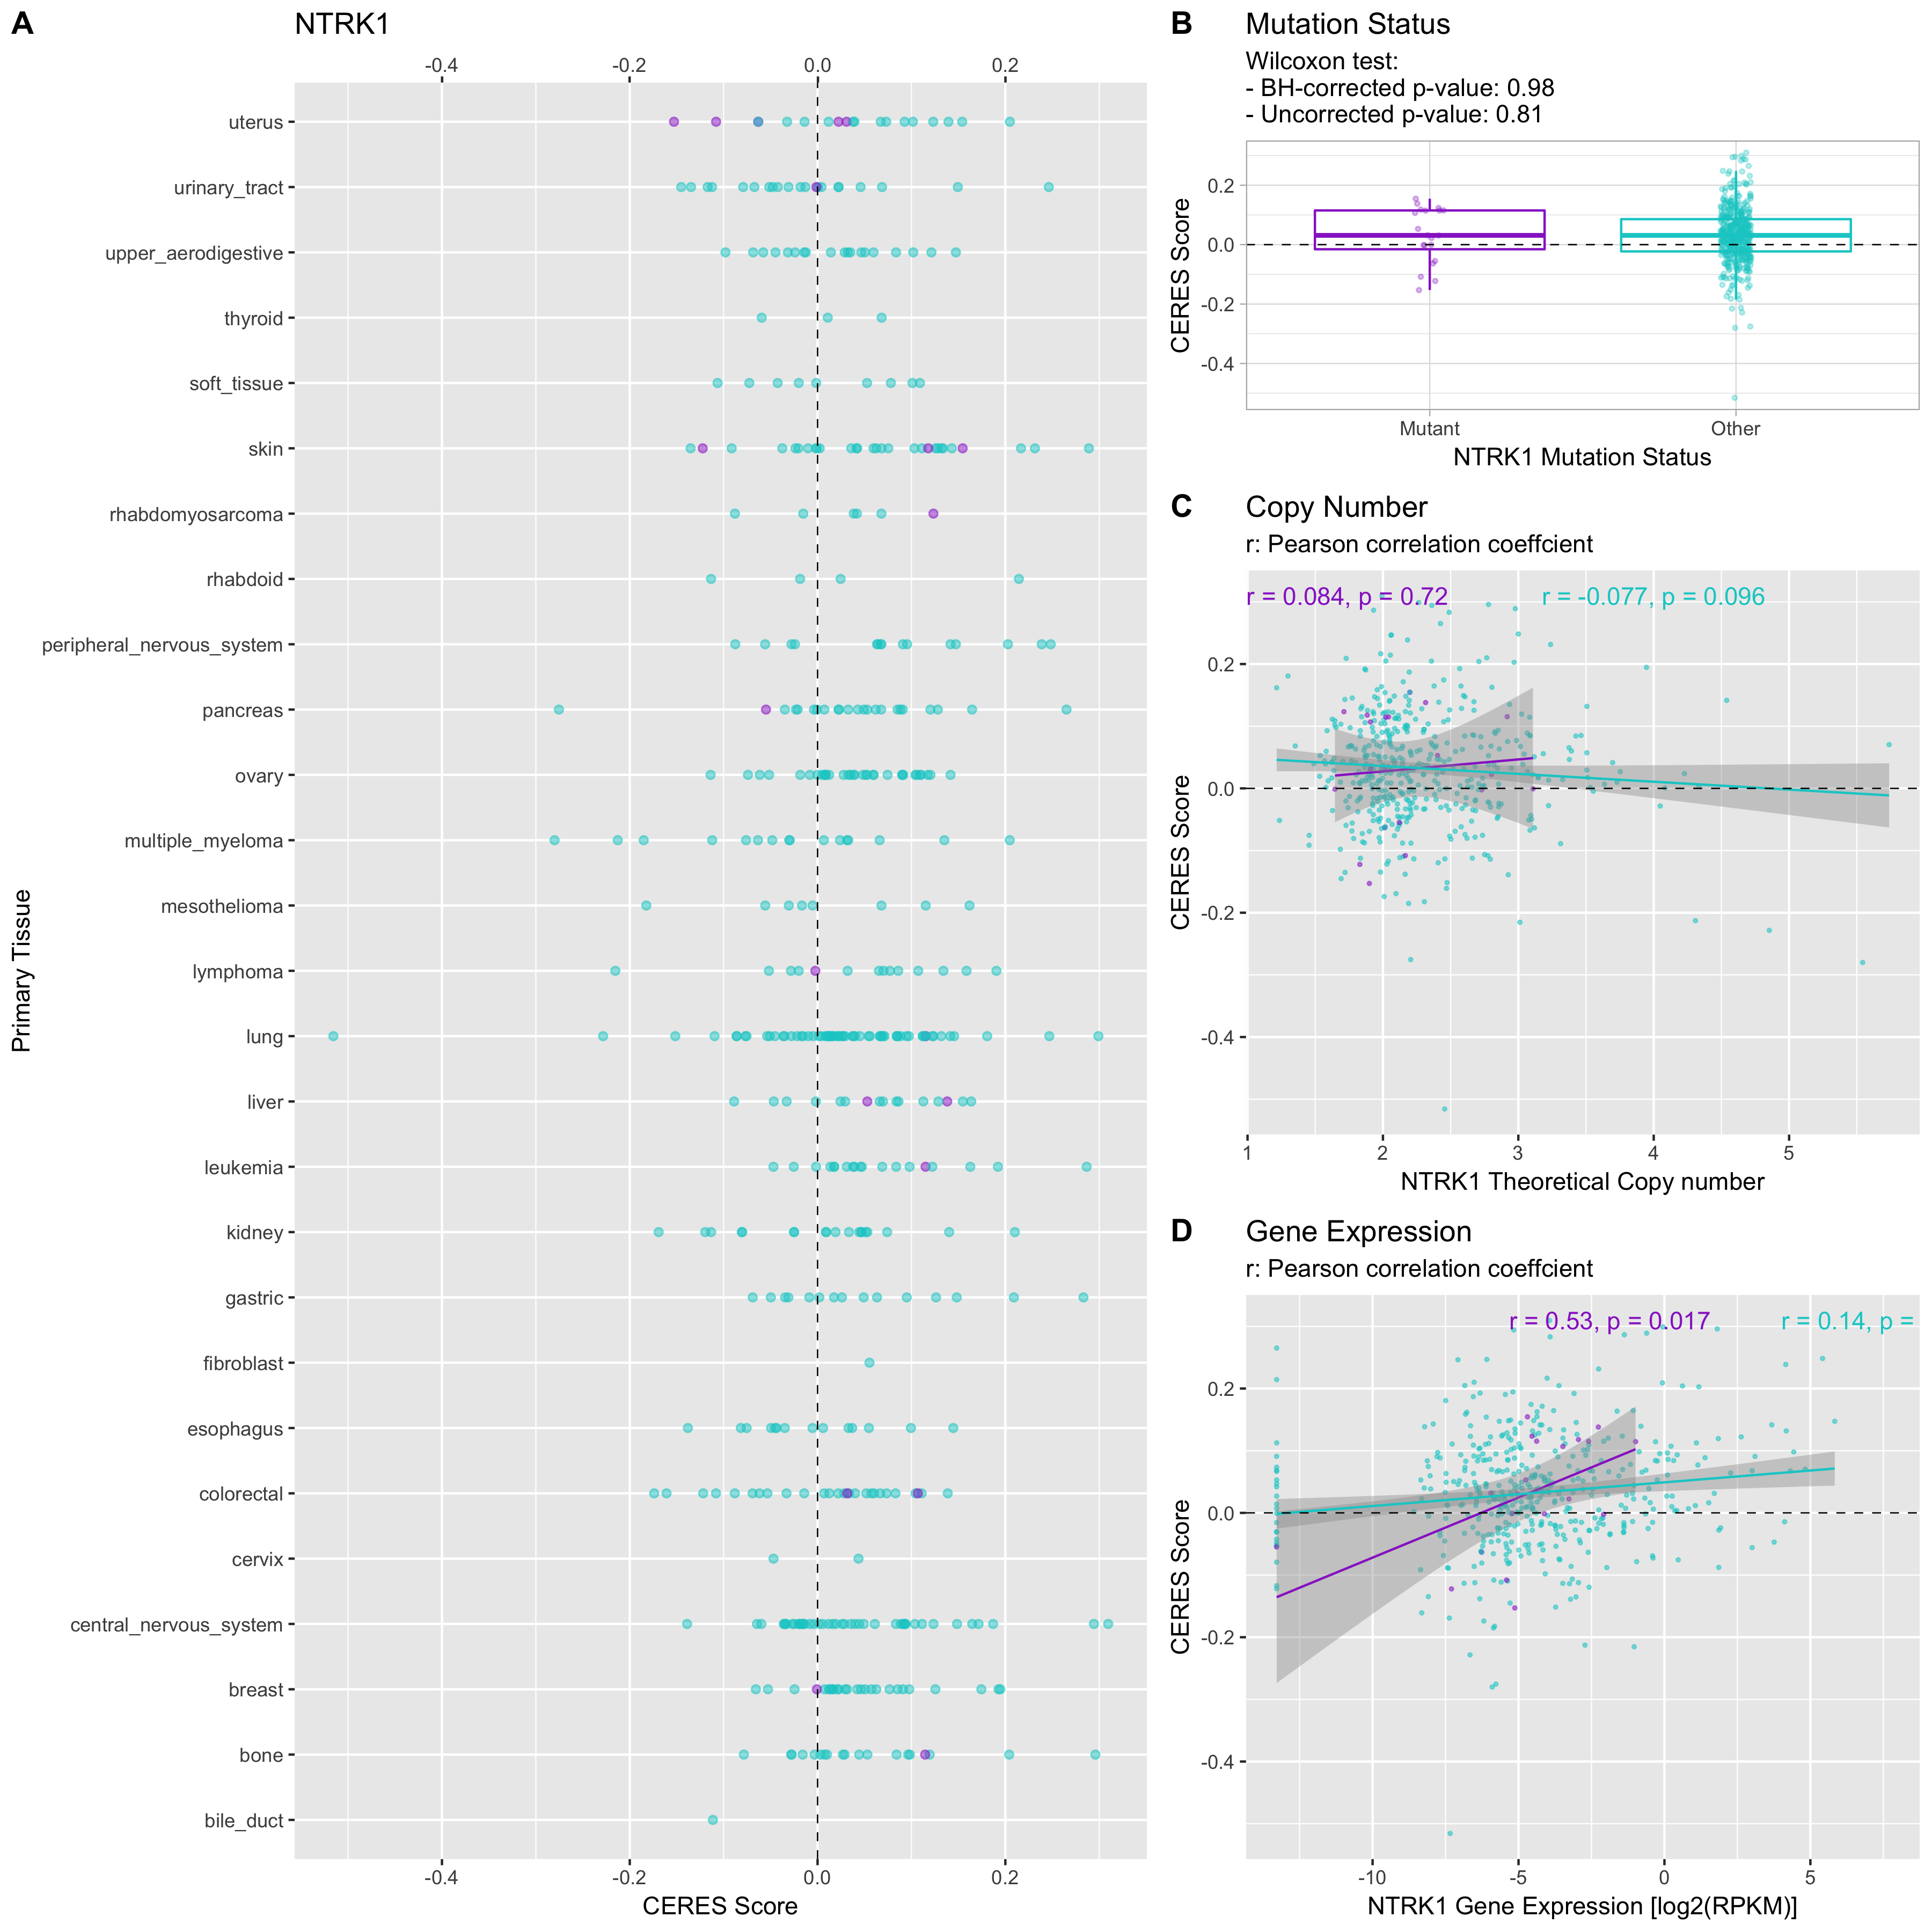 A
NTRK1
-0.4 -0.2 0.0 0.2
Primary Tissue
uterus
urinary_tract
upper_aerodigestive
thyroid
soft_tissue
skin
rhabdomyosarcoma
rhabdoid
peripheral_nervous_system
pancreas
ovary
multiple_myeloma
mesothelioma
lymphoma
lung
liver
leukemia
kidney
gastric
fibroblast
esophagus
colorectal
cervix
central_nervous_system
breast
bone
bile_duct
-0.4 -0.2 0.0 0.2
CERES Score
B
Mutation Status
Wilcoxon test:
- BH-corrected p-value: 0.98
- Uncorrected p-value: 0.81
CERES Score
0.2
0.0
-0.2
-0.4
Mutant Other
NTRK1 Mutation Status
C
Copy Number
r: Pearson correlation coeffcient
r = 0.084, p = 0.72 r = -0.077, p = 0.096
CERES Score
0.2
0.0
-0.2
-0.4
1 2 3 4 5
NTRK1 Theoretical Copy number
D
Gene Expression
r: Pearson correlation coeffcient
r = 0.53, p = 0.017 r = 0.14, p =
CERES Score
0.2
0.0
-0.2
-0.4
-10 -5 0 5
NTRK1 Gene Expression [log2(RPKM)]